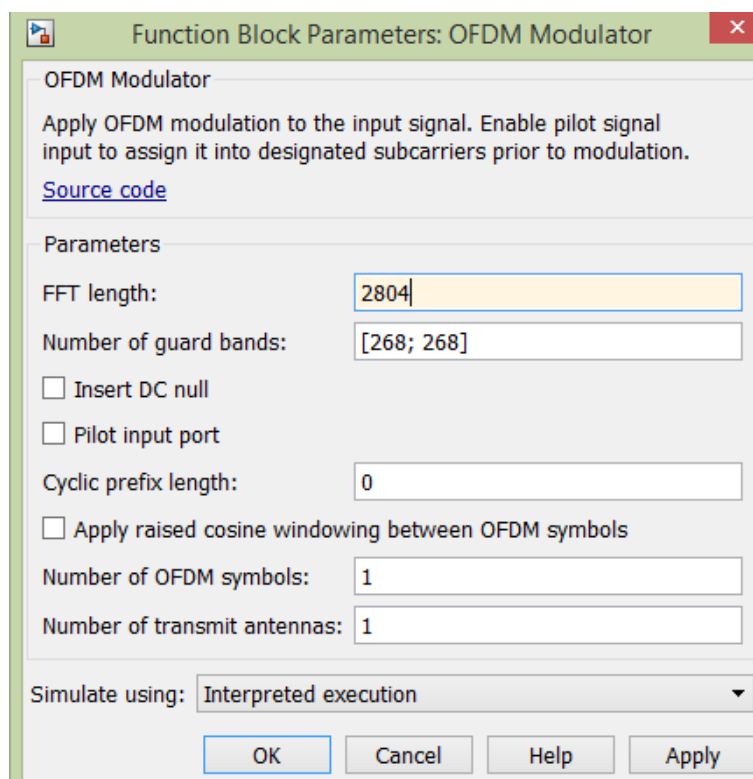 Function Block Parameters: OFDM Modulator
OFDM Modulator
Apply OFDM modulation to the input signal. Enable pilot signal
input to assign it into designated subcarriers prior to modulation.
Source code
Parameters
FFT length: 2804
Number of guard bands: [268; 268]
Insert DC null
Pilot input port
Cyclic prefix length: 0
Apply raised cosine windowing between OFDM symbols
Number of OFDM symbols: 1
Number of transmit antennas: 1
Simulate using: Interpreted execution
OK Cancel Help Apply